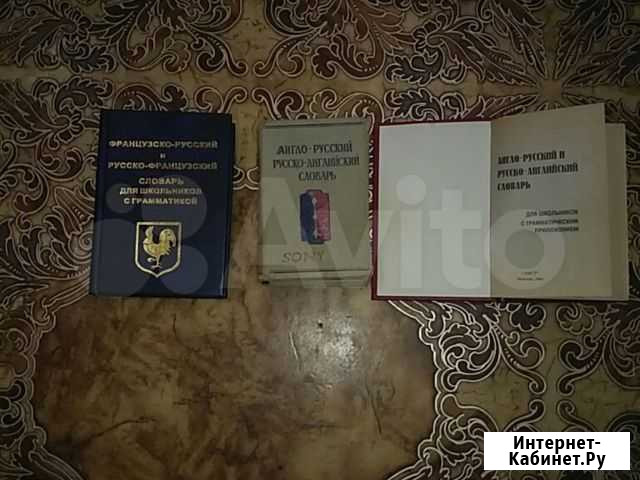 ФРАНЦУЗСКО-РУССКИЙ
и
РУССКО-ФРАНЦУЗСКИЙ
СЛОВАРЬ
ДЛЯ ШКОЛЬНИКОВ
С ГРАММАТИКОЙ
АНГЛО-РУССКИЙ
РУССКО-АНГЛИЙСКИЙ
СЛОВАРЬ
SONY
АНГЛО-РУССКИЙ И
РУССКО-АНГЛИЙСКИЙ
СЛОВАРЬ
ДЛЯ ШКОЛЬНИКОВ
С ГРАММАТИЧЕСКИМ
ПРИЛОЖЕНИЕМ
Avito
Интернет-
Кабинет.Ру